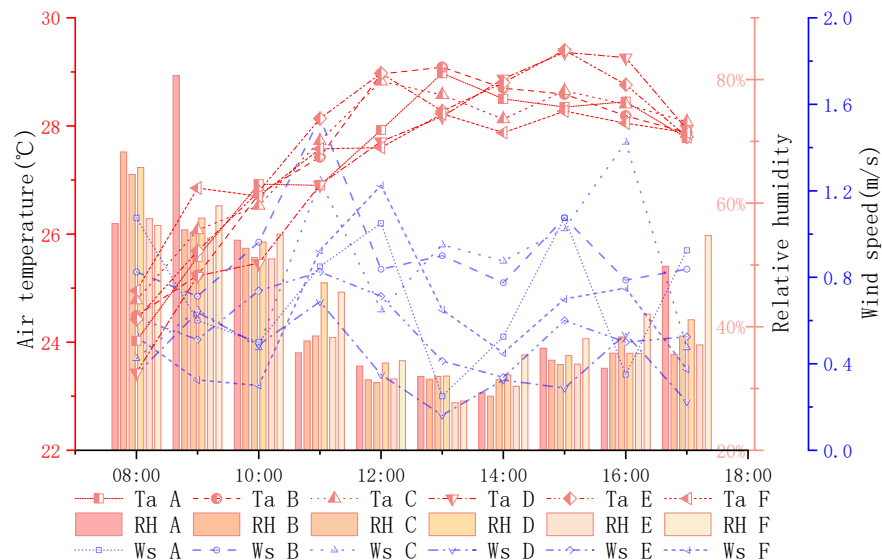 30
28
26
24
22
Air temperature(℃)
80%
60%
40%
20%
Relative humidity
2.0
1.6
1.2
0.8
0.4
0.0
Wind speed(m/s)
08:00 10:00 12:00 14:00 16:00 18:00
Ta A Ta B Ta C Ta D Ta E Ta F
RH A RH B RH C RH D RH E RH F
Ws A Ws B Ws C Ws D Ws E Ws F